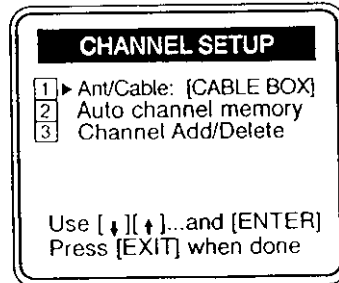 CHANNEL SETUP
1 ▸ Ant/Cable: [CABLE BOX]
2 Auto channel memory
3 Channel Add/Delete
Use [↓][↑]...and [ENTER]
Press [EXIT] when done